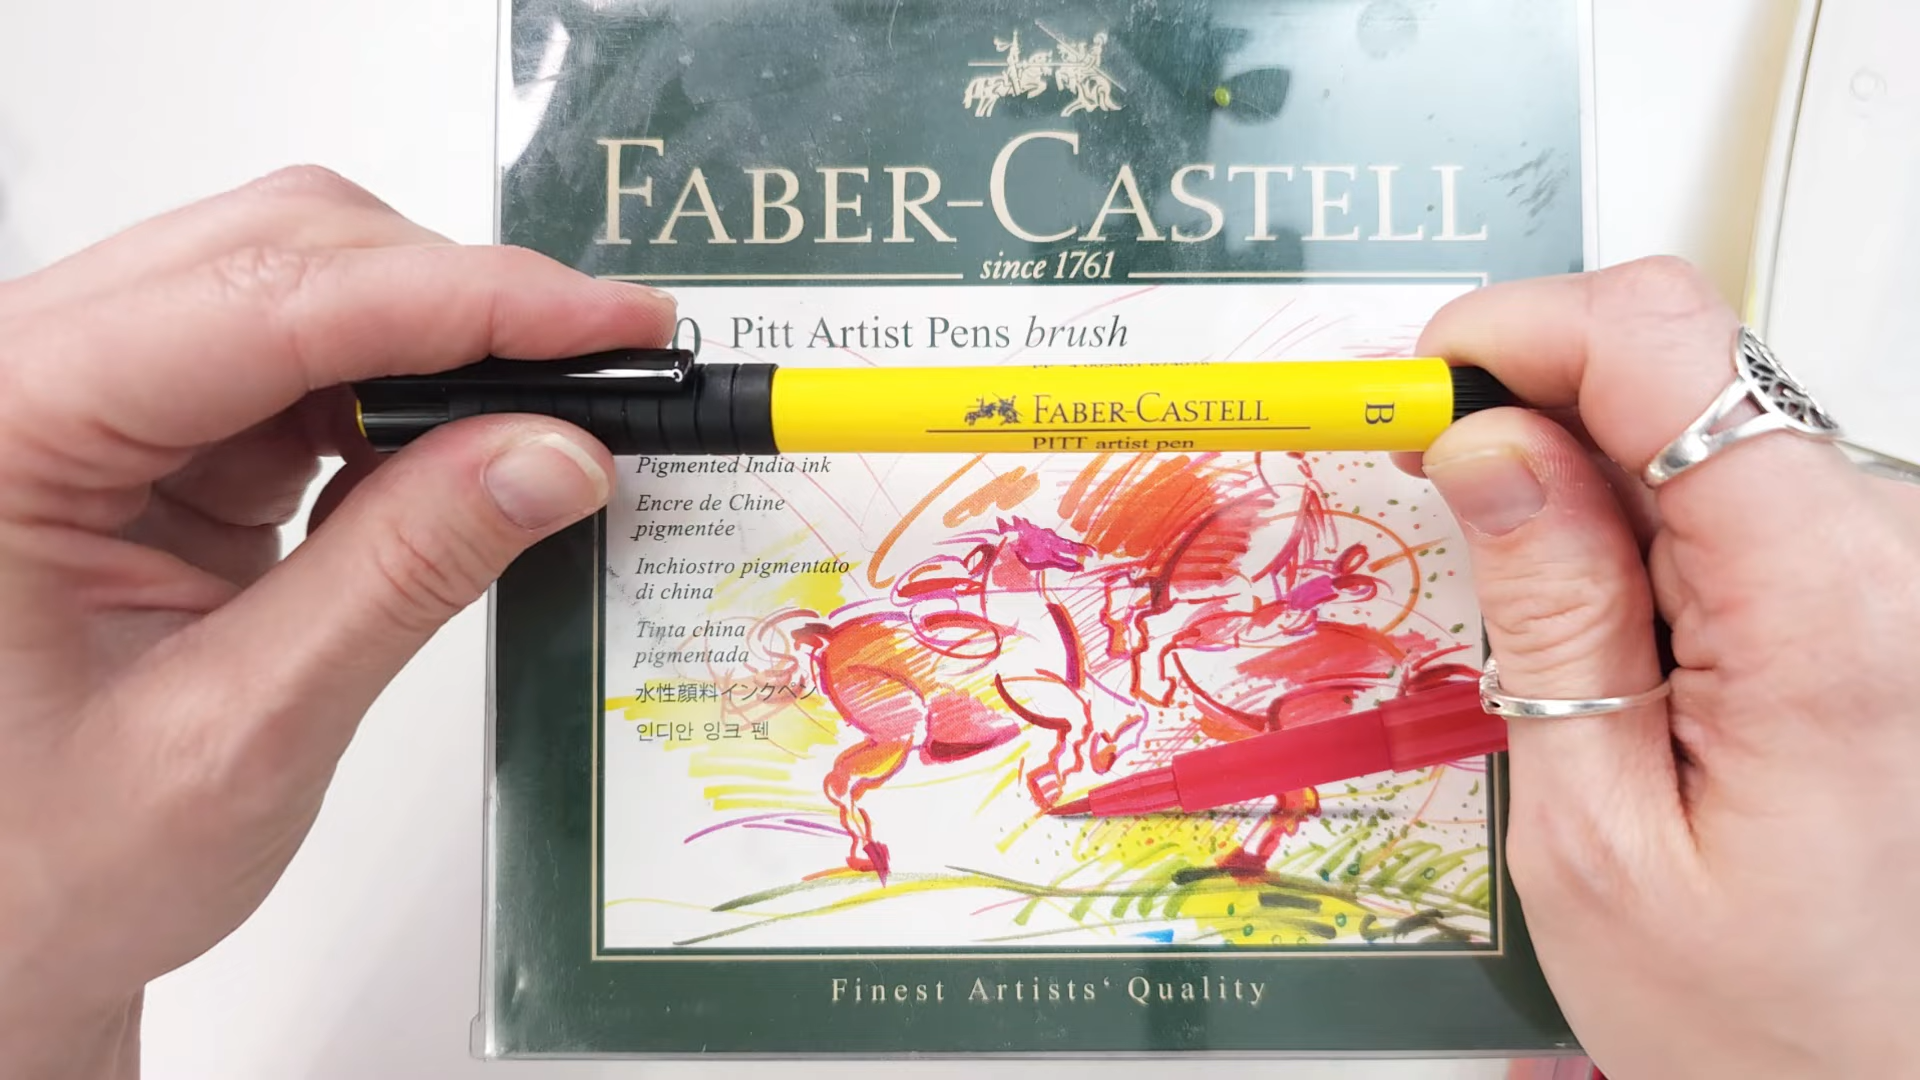 FABER-CASTELL
since 1761
0 Pitt Artist Pens brush
FABER-CASTELL
B
PITT artist pen
Pigmented India ink
Encre de Chine
pigmentée
Inchiostro pigmentato
di china
Tinta china
pigmentada
水性顔料インクペン
인디안 잉크 펜
Finest Artists‘ Quality